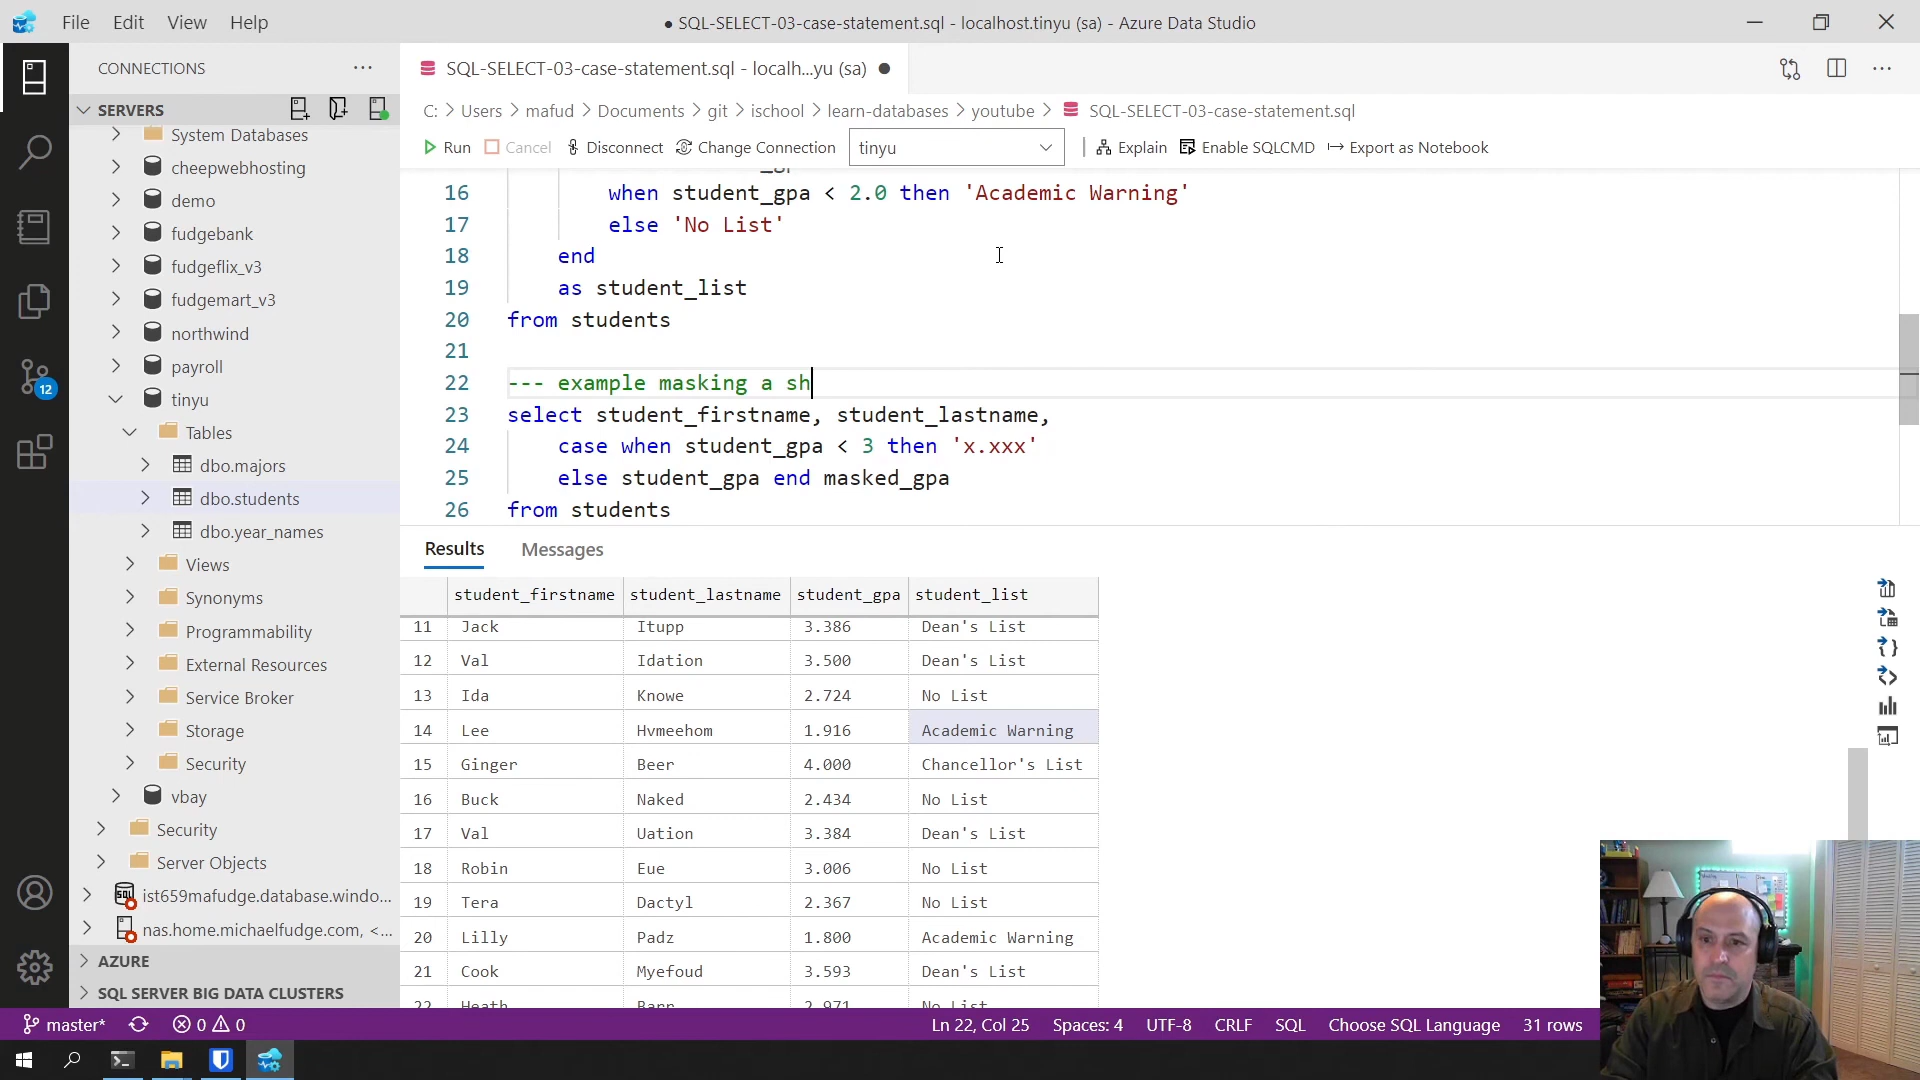 File Edit View Help
● SQL-SELECT-03-case-statement.sql - localhost.tinyu (sa) - Azure Data Studio
CONNECTIONS
SERVERS
System Databases
cheepwebhosting
demo
fudgebank
fudgeflix_v3
fudgemart_v3
northwind
payroll
tinyu
Tables
dbo.majors
dbo.students
dbo.year_names
Views
Synonyms
Programmability
External Resources
Service Broker
Storage
Security
vbay
Security
Server Objects
ist659mafudge.database.windo...
nas.home.michaelfudge.com, <...
AZURE
SQL SERVER BIG DATA CLUSTERS
12
SQL-SELECT-03-case-statement.sql - localh...yu (sa) ●
C: > Users > mafud > Documents > git > ischool > learn-databases > youtube > SQL-SELECT-03-case-statement.sql
Run Cancel Disconnect Change Connection tinyu Explain Enable SQLCMD Export as Notebook
16 when student_gpa < 2.0 then 'Academic Warning'
17 else 'No List'
18 end
19 as student_list
20 from students
21
22 --- example masking a sh
23 select student_firstname, student_lastname,
24 case when student_gpa < 3 then 'x.xxx'
25 else student_gpa end masked_gpa
26 from students
Results Messages
student_firstname student_lastname student_gpa student_list
11 Jack Itupp 3.386 Dean's List
12 Val Idation 3.500 Dean's List
13 Ida Knowe 2.724 No List
14 Lee Hvmeehom 1.916 Academic Warning
15 Ginger Beer 4.000 Chancellor's List
16 Buck Naked 2.434 No List
17 Val Uation 3.384 Dean's List
18 Robin Eue 3.006 No List
19 Tera Dactyl 2.367 No List
20 Lilly Padz 1.800 Academic Warning
21 Cook Myefoud 3.593 Dean's List
22 Heath Barr 2.971 No List
master* 0 0 Ln 22, Col 25 Spaces: 4 UTF-8 CRLF SQL Choose SQL Language 31 rows